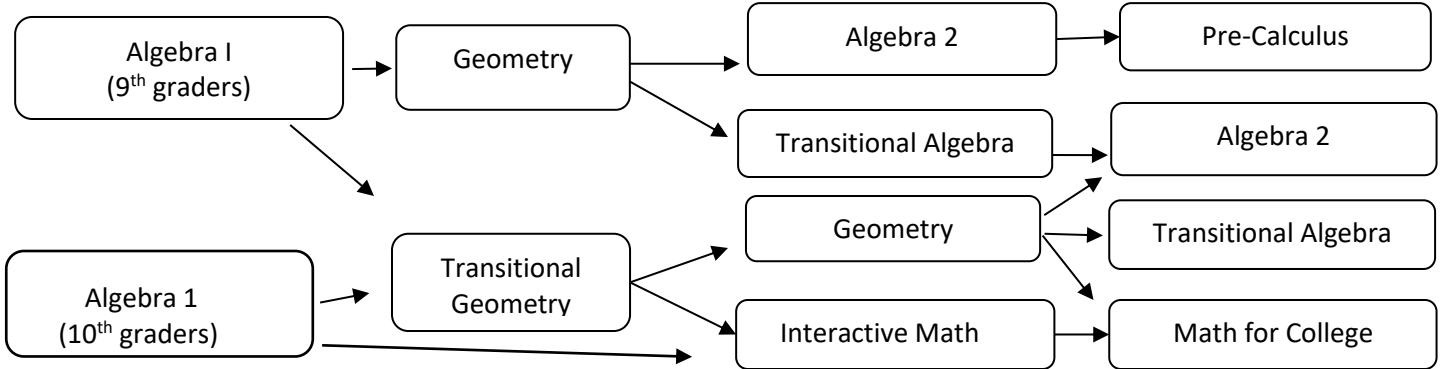 Algebra I
(9th graders)
Geometry
Algebra 2
Pre-Calculus
Transitional Algebra
Algebra 2
Algebra 1
(10th graders)
Transitional
Geometry
Geometry
Transitional Algebra
Interactive Math
Math for College